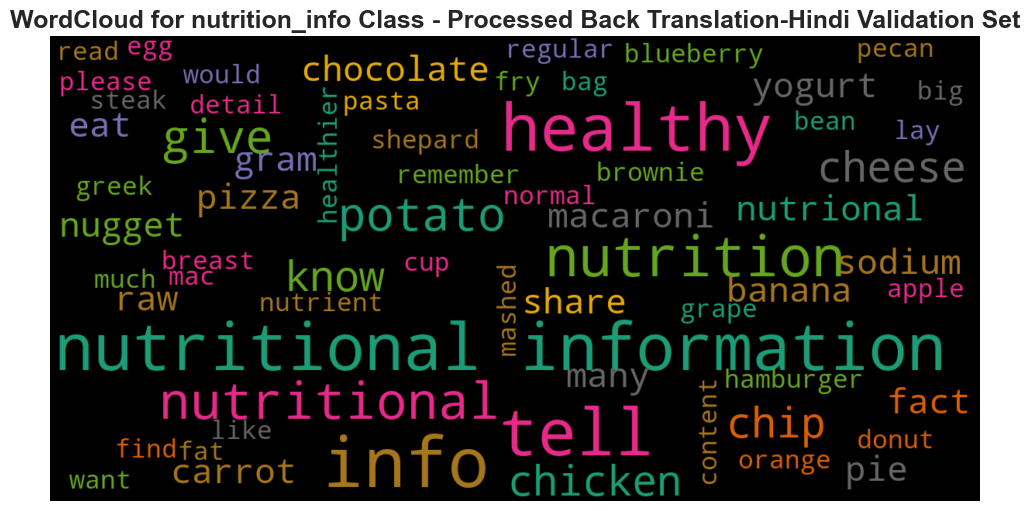 WordCloud for nutrition_info Class - Processed Back Translation-Hindi Validation Set
read egg regular blueberry pecan
please would chocolate fry bag yogurt big
steak detail pasta healthy bean lay
eat give shepard cheese
gram healthier remember brownie
greek pizza normal nutrional
nugget potato macaroni
breast cup nutrition sodium
much mac know banana apple
raw nutrient mashed share grape
nutritional information
many hamburger
nutritional content fact
like tell chip donut
find fat info orange
want carrot chicken pie